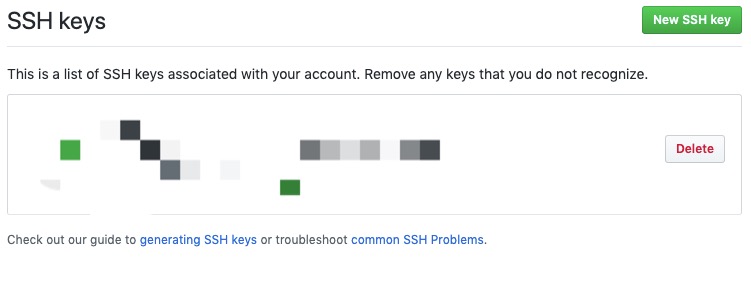 SSH keys
New SSH key
This is a list of SSH keys associated with your account. Remove any keys that you do not recognize.
Delete
Check out our guide to generating SSH keys or troubleshoot common SSH Problems.